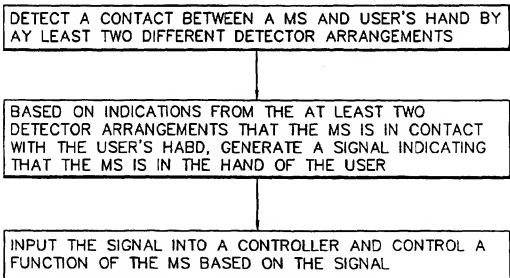 DETECT A CONTACT BETWEEN A MS AND USER'S HAND BY
AY LEAST TWO DIFFERENT DETECTOR ARRANGEMENTS
BASED ON INDICATIONS FROM THE AT LEAST TWO
DETECTOR ARRANGEMENTS THAT THE MS IS IN CONTACT
WITH THE USER'S HABD, GENERATE A SIGNAL INDICATING
THAT THE MS IS IN THE HAND OF THE USER
INPUT THE SIGNAL INTO A CONTROLLER AND CONTROL A
FUNCTION OF THE MS BASED ON THE SIGNAL